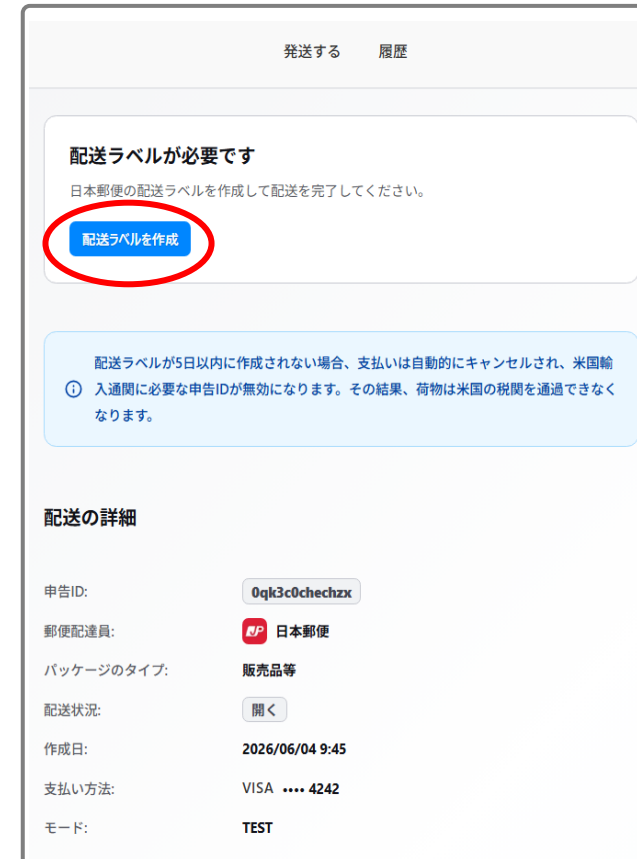 発送する 履歴
配送ラベルが必要です
日本郵便の配送ラベルを作成して配送を完了してください。
配送ラベルを作成
配送ラベルが5日以内に作成されない場合、支払いは自動的にキャンセルされ、米国輸
入通関に必要な申告IDが無効になります。その結果、荷物は米国の税関を通過できなく
なります。
配送の詳細
申告ID: 0qk3c0chechzx
郵便配達員: 日本郵便
パッケージのタイプ: 販売品等
配送状況: 開く
作成日: 2026/06/04 9:45
支払い方法: VISA •••• 4242
モード: TEST